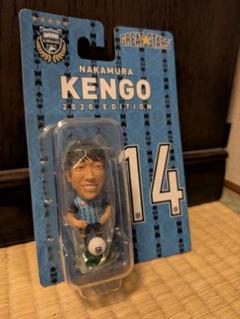 GREAT STARS
NAKAMURA
KENGO
2020 EDITION
14